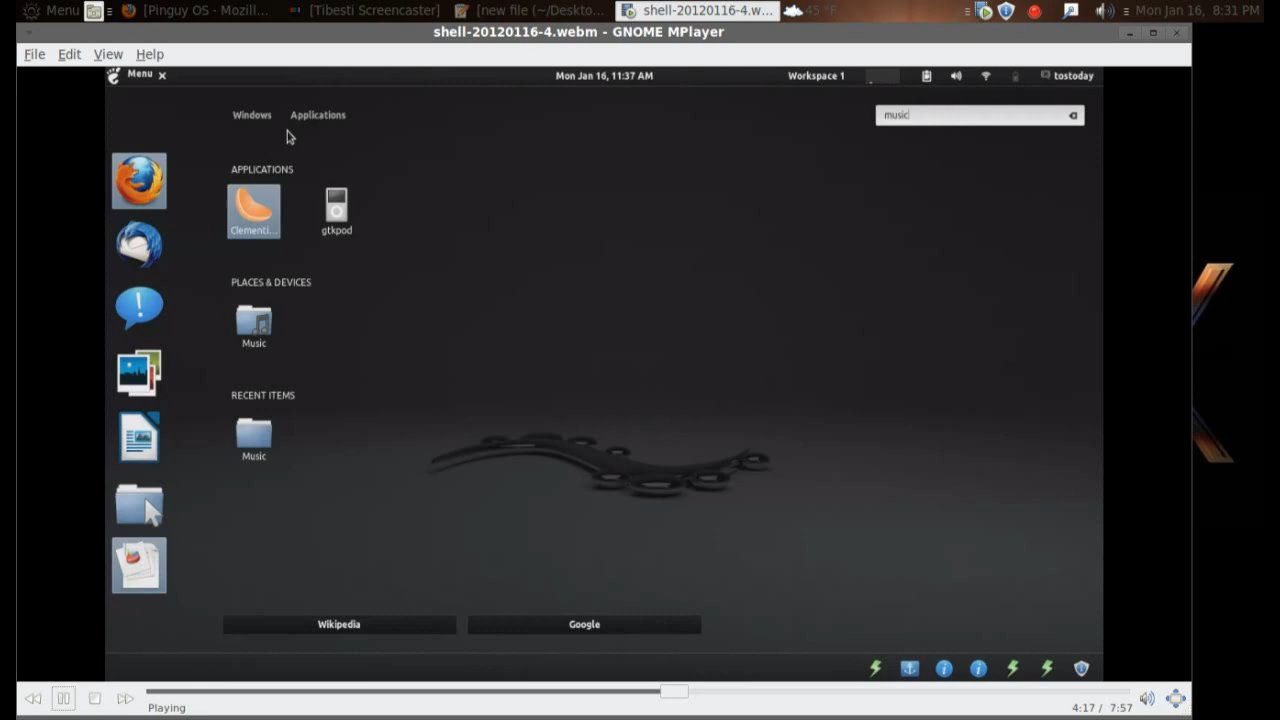 Menu [Pinguy OS - Mozill... [Tibesti Screencaster] [new file (~/Deskto... shell-20120116-4.w... 45 °F Mon Jan 16, 8:31 PM
shell-20120116-4.webm - GNOME MPlayer
File Edit View Help
Menu Mon Jan 16, 11:37 AM Workspace 1 tostoday
Windows Applications music
APPLICATIONS
Clementi... gtkpod
PLACES & DEVICES
Music
RECENT ITEMS
Music
Wikipedia Google
Playing 4:17 / 7:57